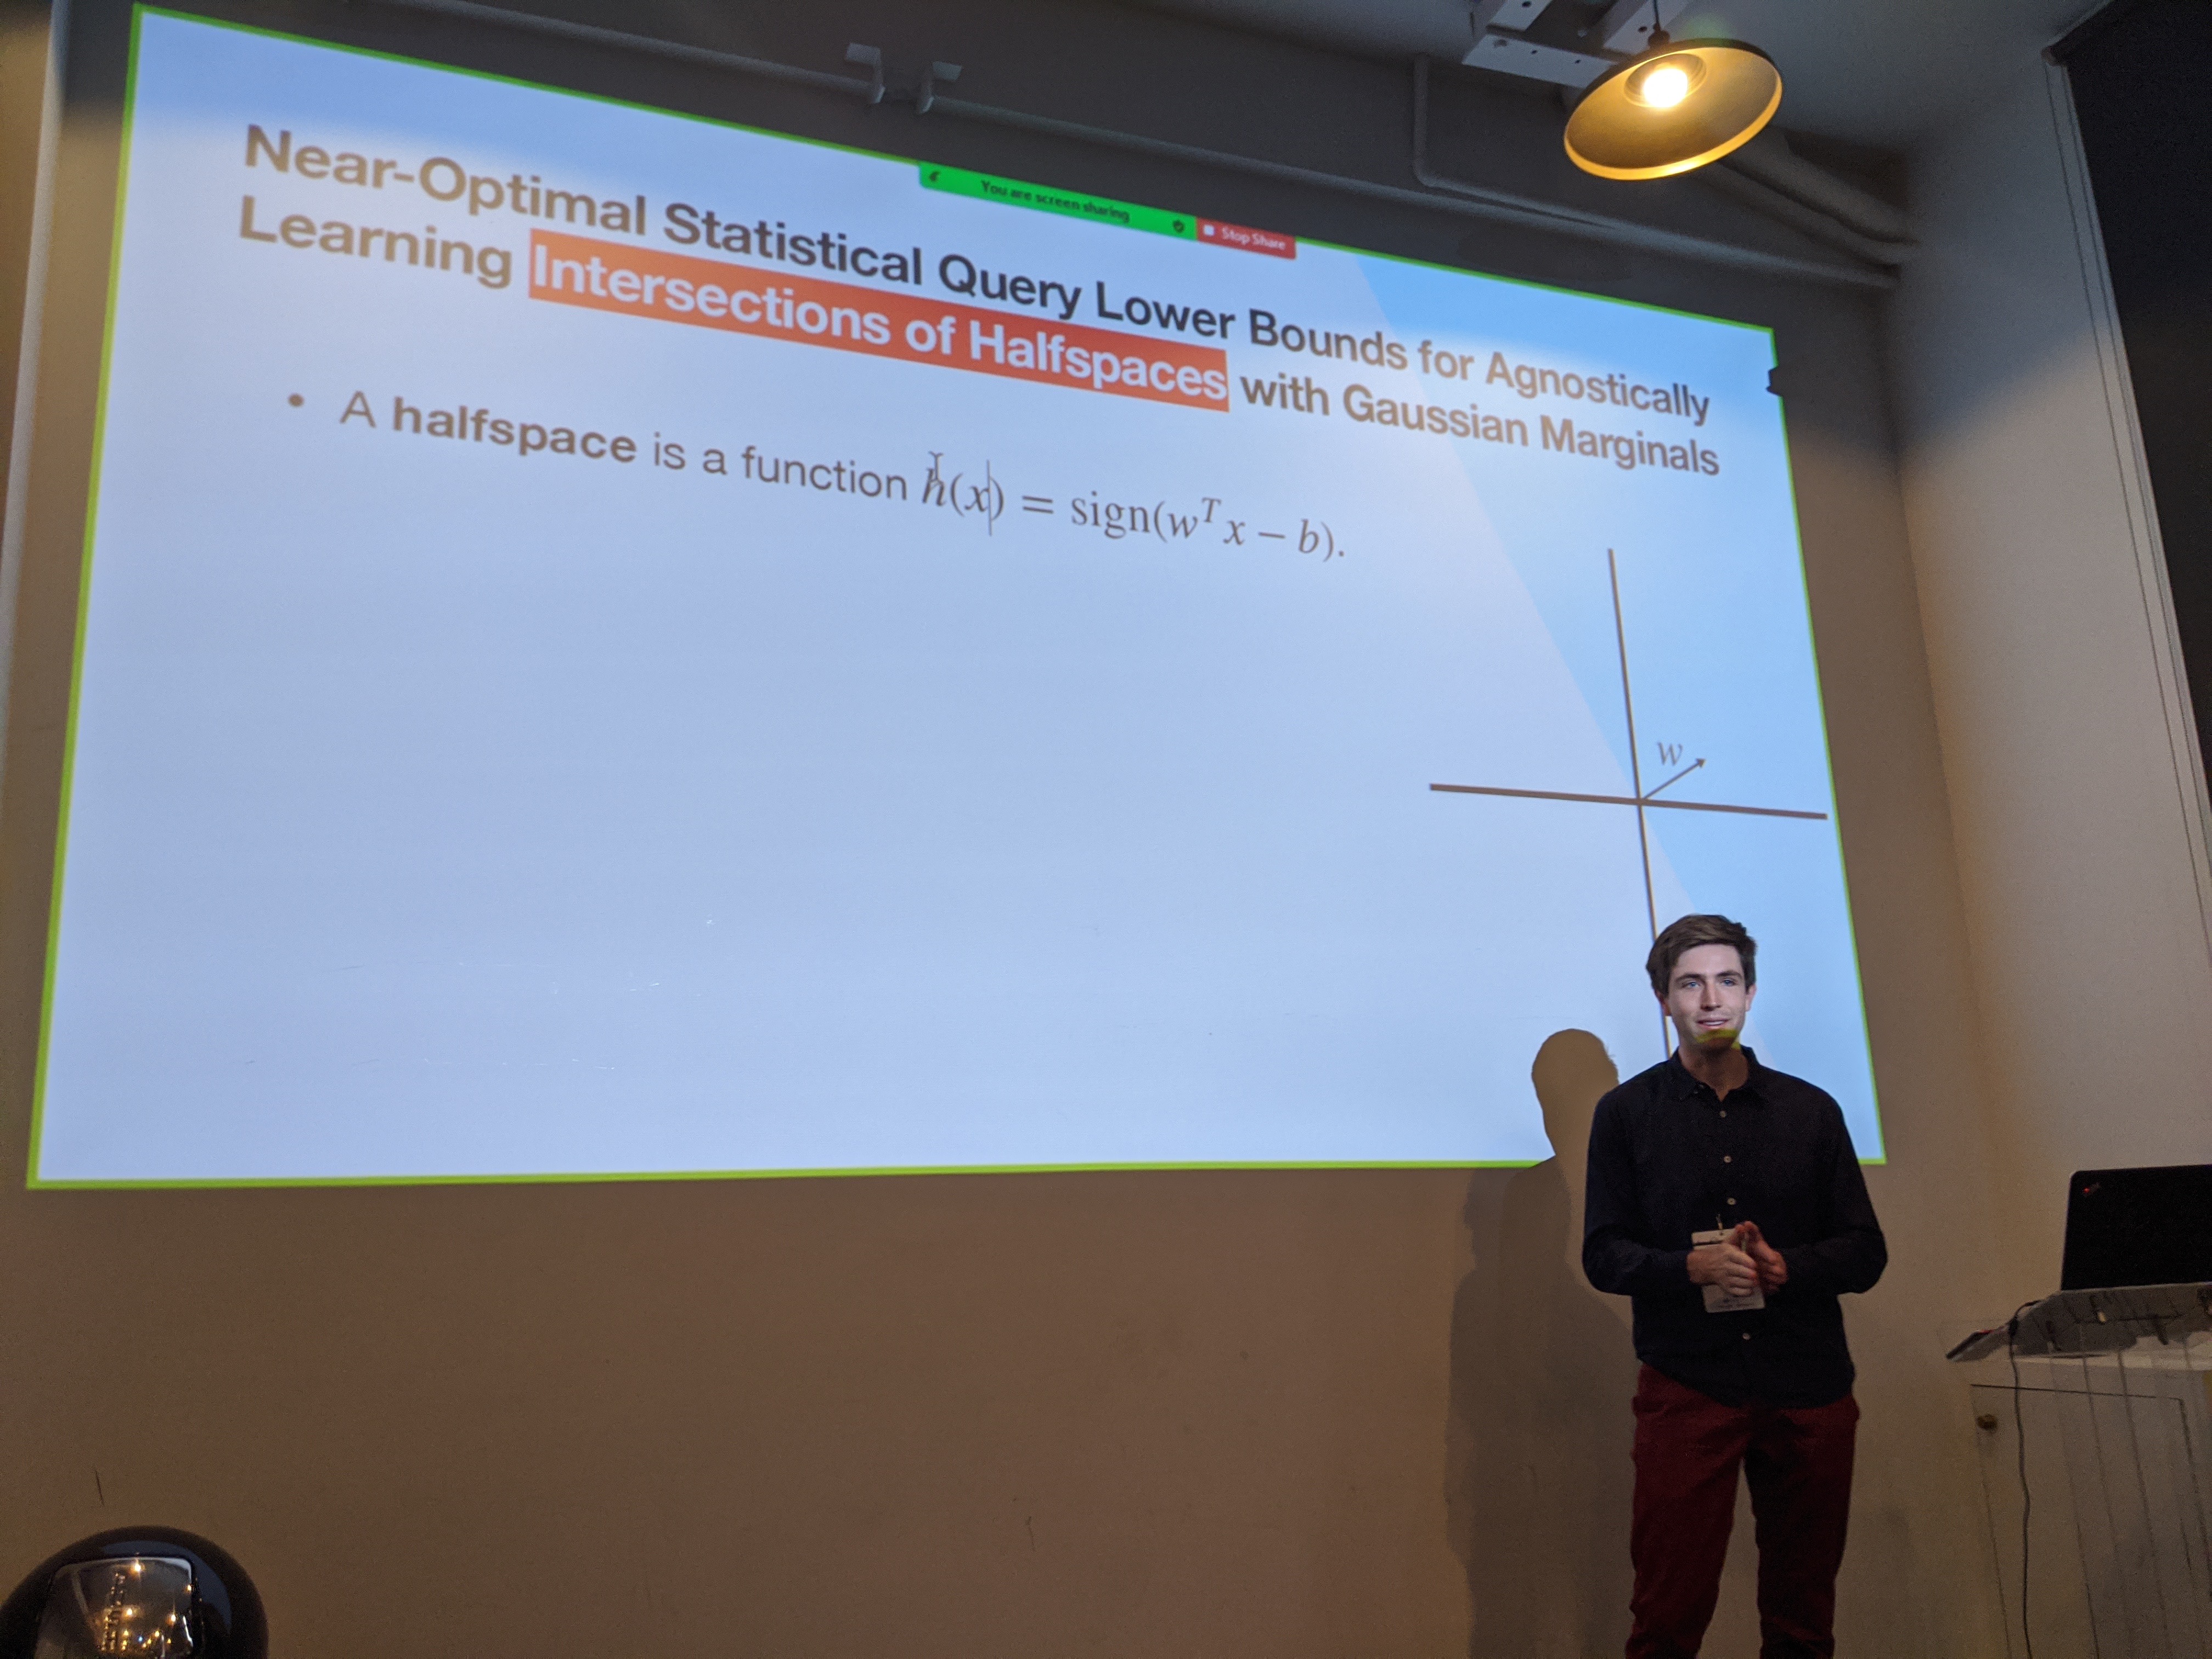 You are screen sharing
Stop Share
Near-Optimal Statistical Query Lower Bounds for Agnostically
Learning Intersections of Halfspaces with Gaussian Marginals
• A halfspace is a function h(x) = sign(wᵀx − b).
w